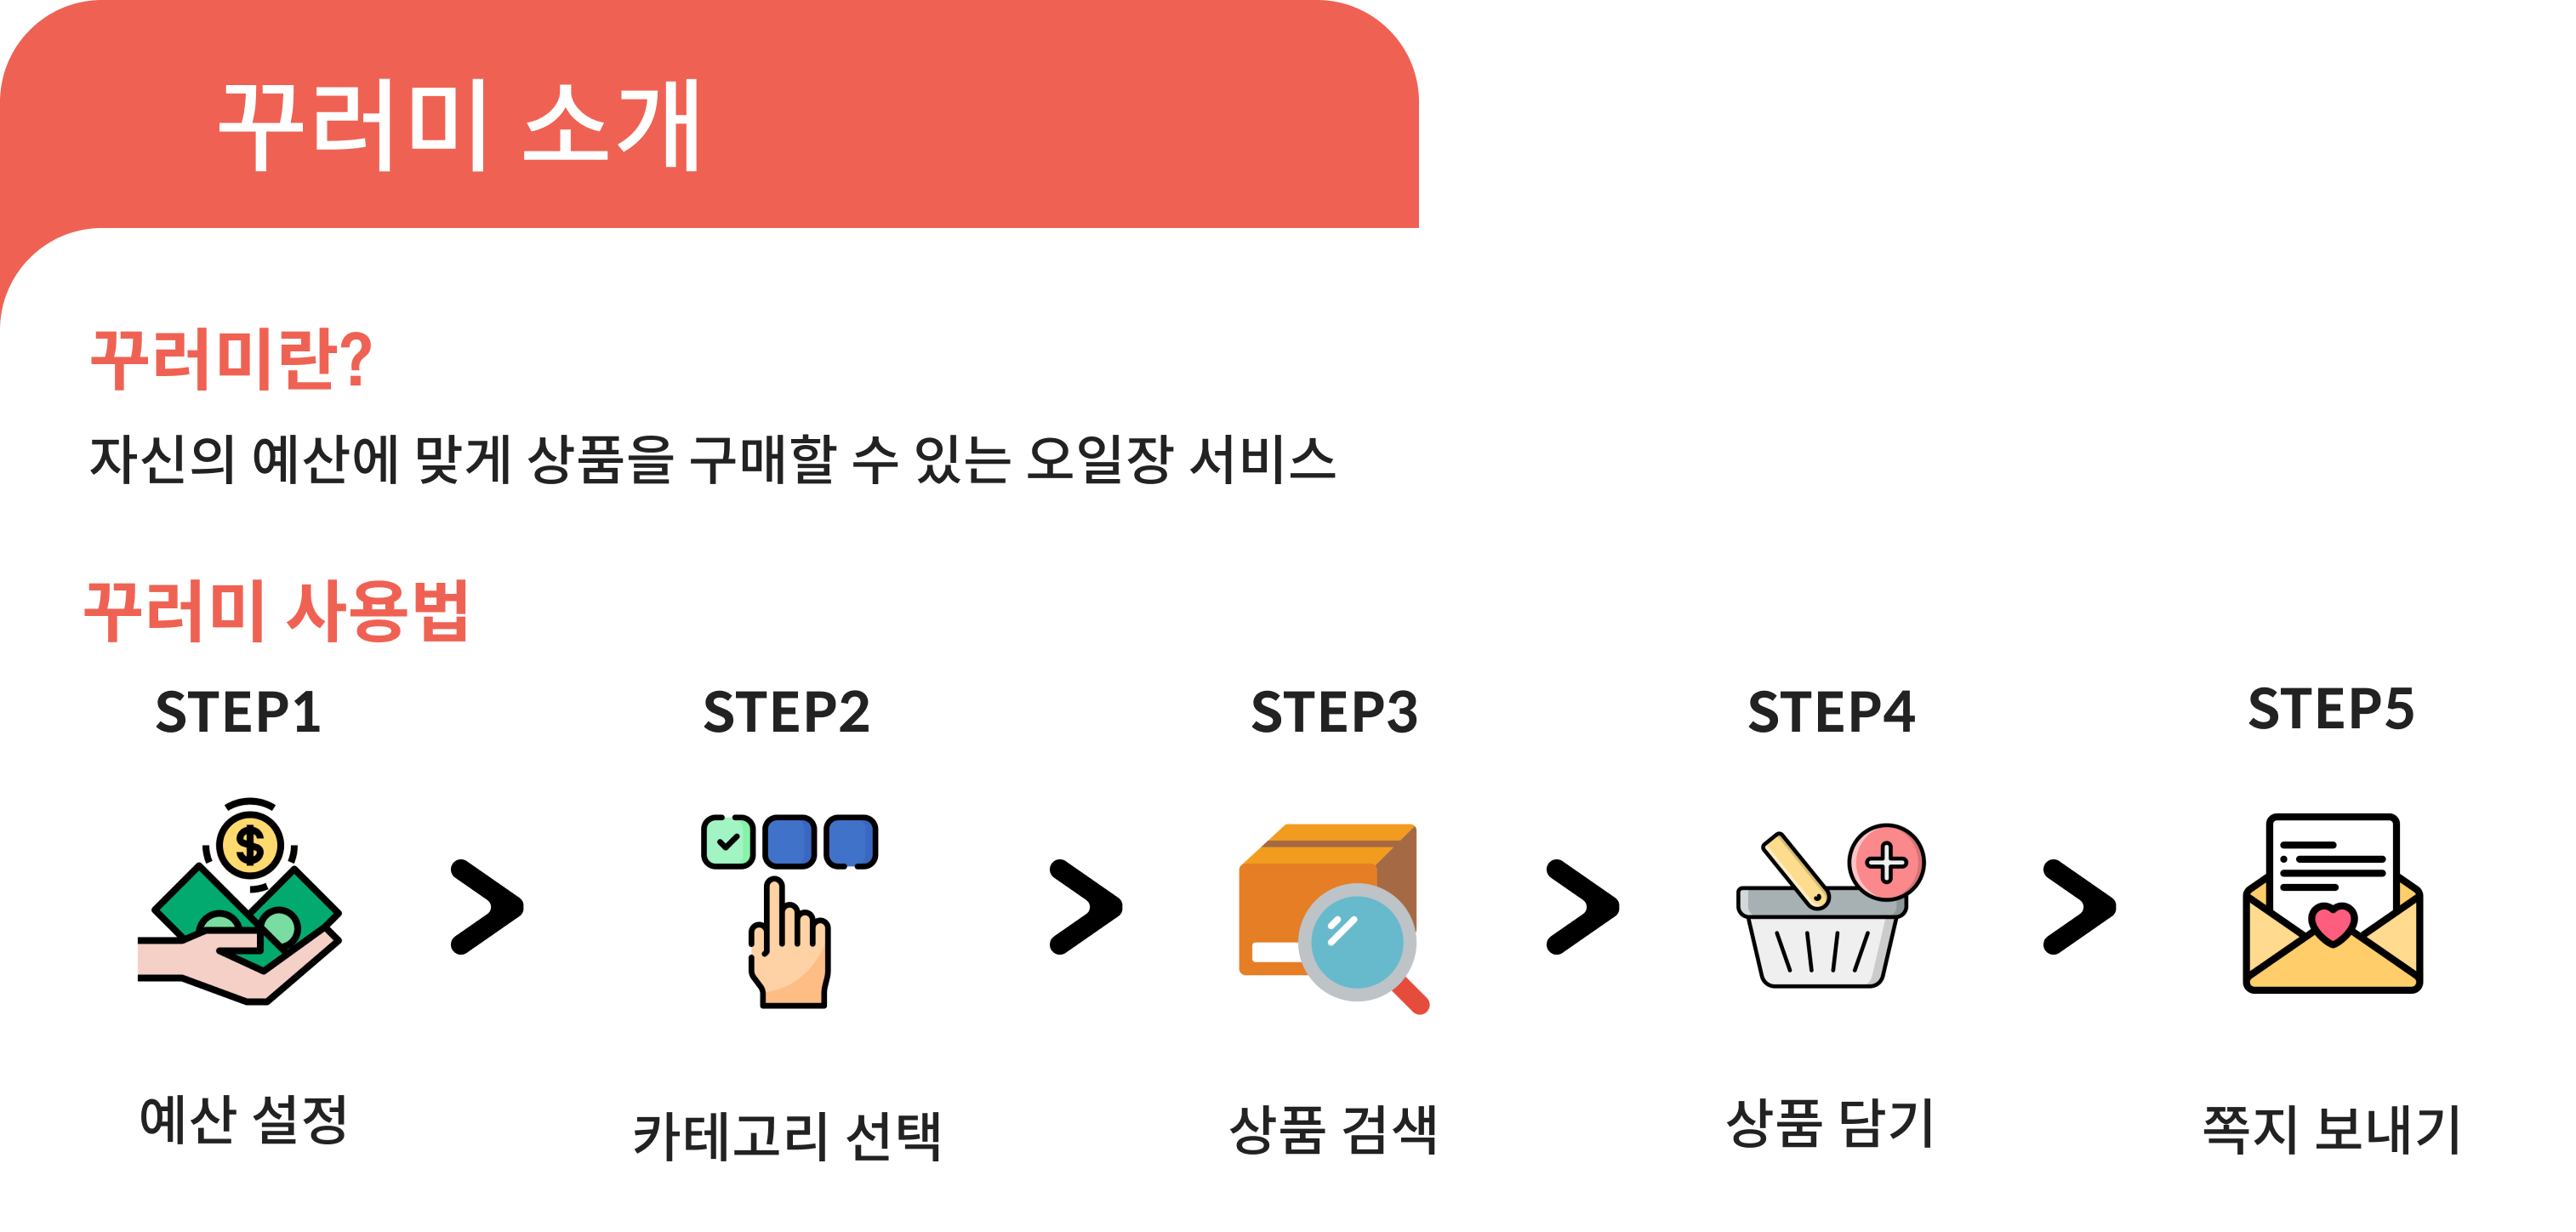 꾸러미 소개
꾸러미란?
자신의 예산에 맞게 상품을 구매할 수 있는 오일장 서비스
꾸러미 사용법
STEP1
STEP2
STEP3
STEP4
STEP5
예산 설정
카테고리 선택
상품 검색
상품 담기
쪽지 보내기